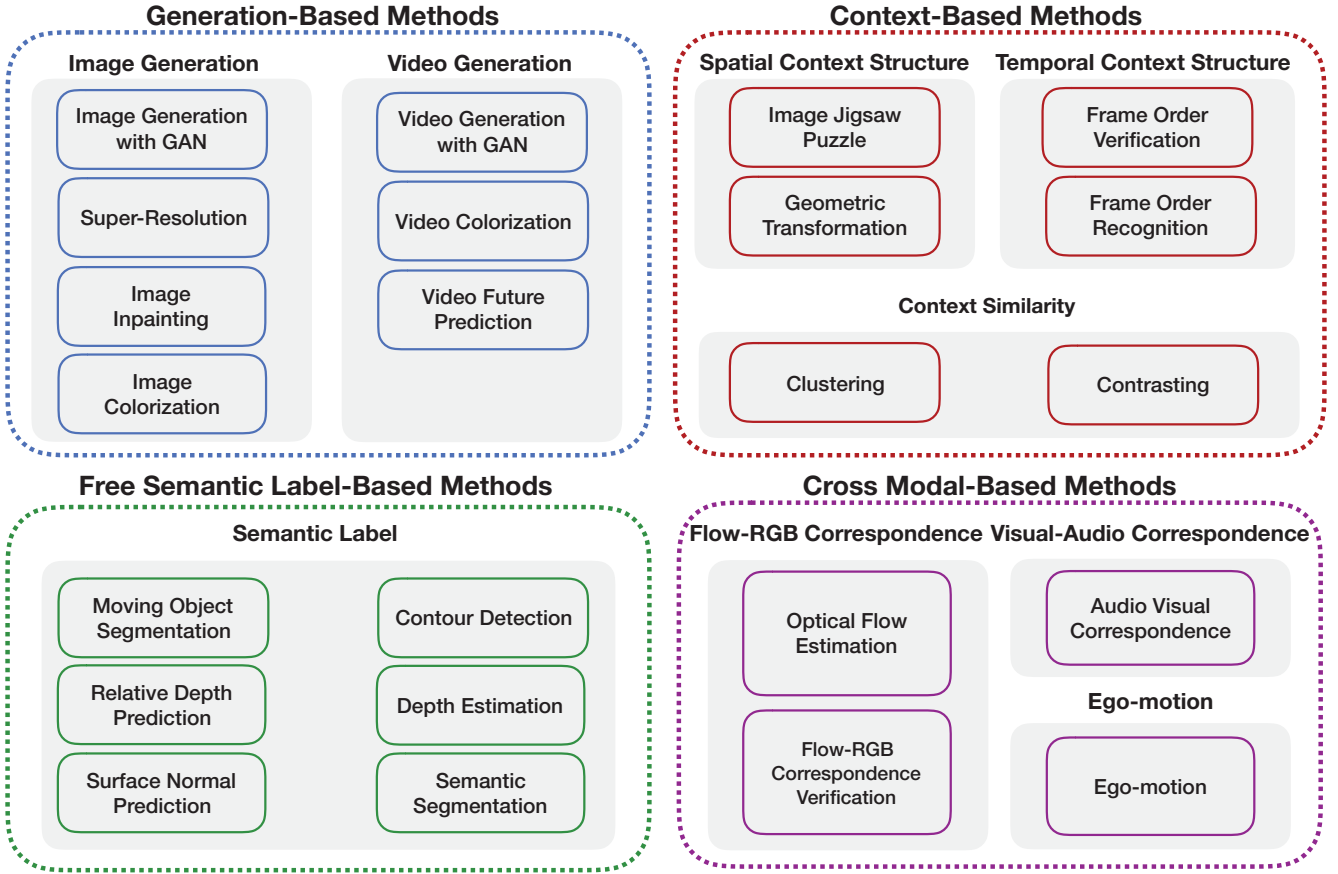 Generation-Based Methods
Image Generation
Image Generation
with GAN
Super-Resolution
Image
Inpainting
Image
Colorization
Video Generation
Video Generation
with GAN
Video Colorization
Video Future
Prediction
Context-Based Methods
Spatial Context Structure
Image Jigsaw
Puzzle
Geometric
Transformation
Temporal Context Structure
Frame Order
Verification
Frame Order
Recognition
Context Similarity
Clustering
Contrasting
Free Semantic Label-Based Methods
Semantic Label
Moving Object
Segmentation
Relative Depth
Prediction
Surface Normal
Prediction
Contour Detection
Depth Estimation
Semantic
Segmentation
Cross Modal-Based Methods
Flow-RGB Correspondence
Optical Flow
Estimation
Flow-RGB
Correspondence
Verification
Visual-Audio Correspondence
Audio Visual
Correspondence
Ego-motion
Ego-motion